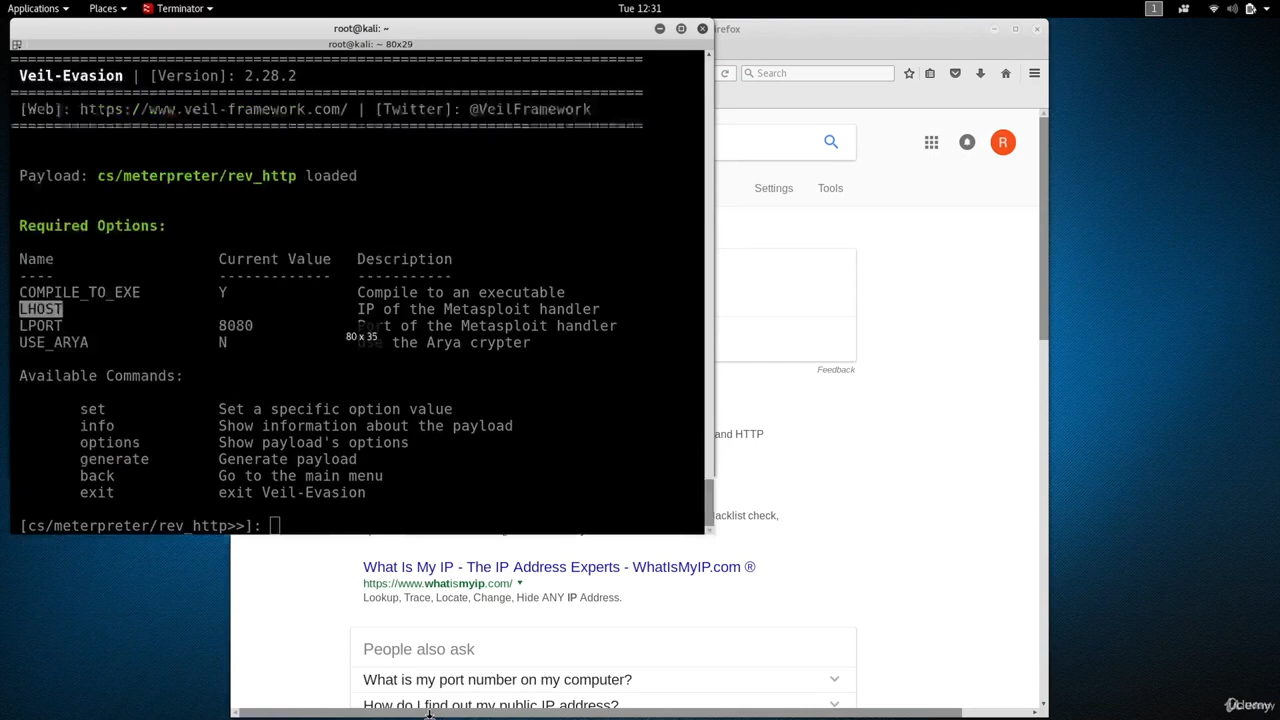 Applications
Places
Terminator
Tue 12:31
1
root@kali: ~
root@kali: ~ 80x29
Veil-Evasion | [Version]: 2.28.2
[Web]: https://www.veil-framework.com/ | [Twitter]: @VeilFramework
Payload: cs/meterpreter/rev_http loaded
Required Options:
Name Current Value Description
---- ------------- -----------
COMPILE_TO_EXE Y Compile to an executable
LHOST IP of the Metasploit handler
LPORT 8080 Port of the Metasploit handler
80 x 35
USE_ARYA N the Arya crypter
Available Commands:
set Set a specific option value
info Show information about the payload
options Show payload's options
generate Generate payload
back Go to the main menu
exit exit Veil-Evasion
[cs/meterpreter/rev_http>>]:
refox
Search
R
Settings
Tools
Feedback
and HTTP
lacklist check,
What Is My IP - The IP Address Experts - WhatIsMyIP.com ®
https://www.whatismyip.com/
Lookup, Trace, Locate, Change, Hide ANY IP Address.
People also ask
What is my port number on my computer?
How do I find out my public IP address?
Udemy